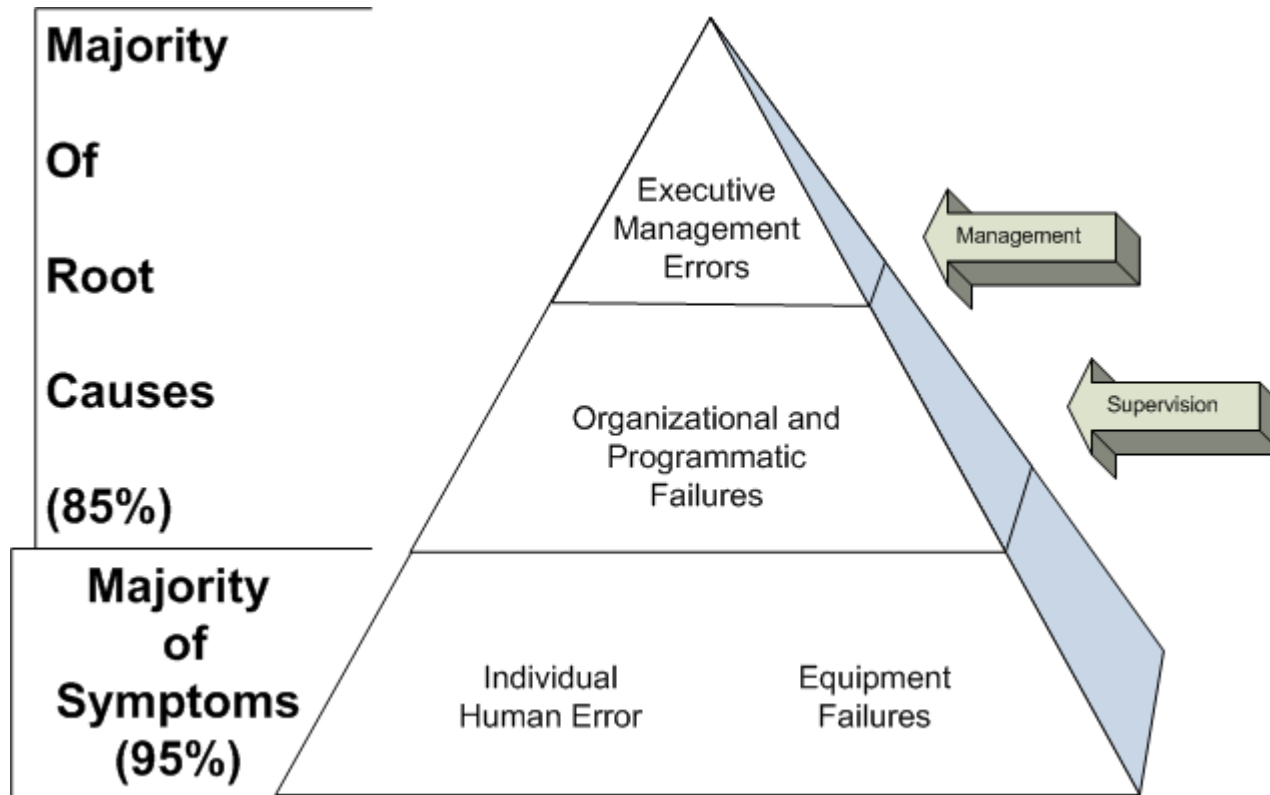 Majority
Of
Root
Causes
(85%)
Majority
of
Symptoms
(95%)
Executive
Management
Errors
Organizational and
Programmatic
Failures
Individual
Human Error
Equipment
Failures
Management
Supervision